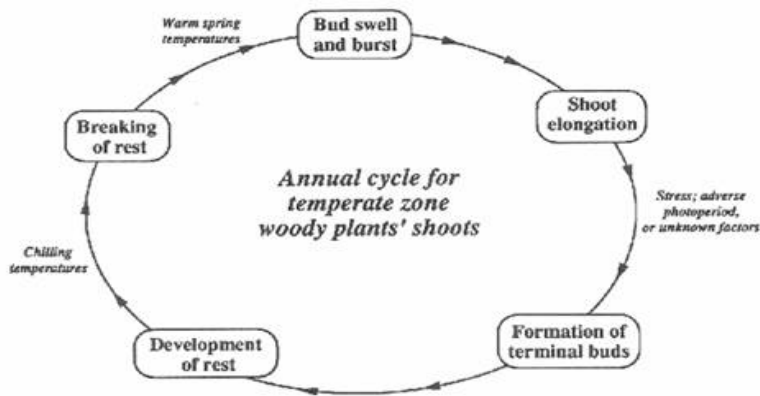 Warm spring
temperatures
Bud swell
and burst
Shoot
elongation
Breaking
of rest
Annual cycle for
temperate zone
woody plants' shoots
Stress; adverse
photoperiod,
or unknown factors
Chilling
temperatures
Development
of rest
Formation of
terminal buds